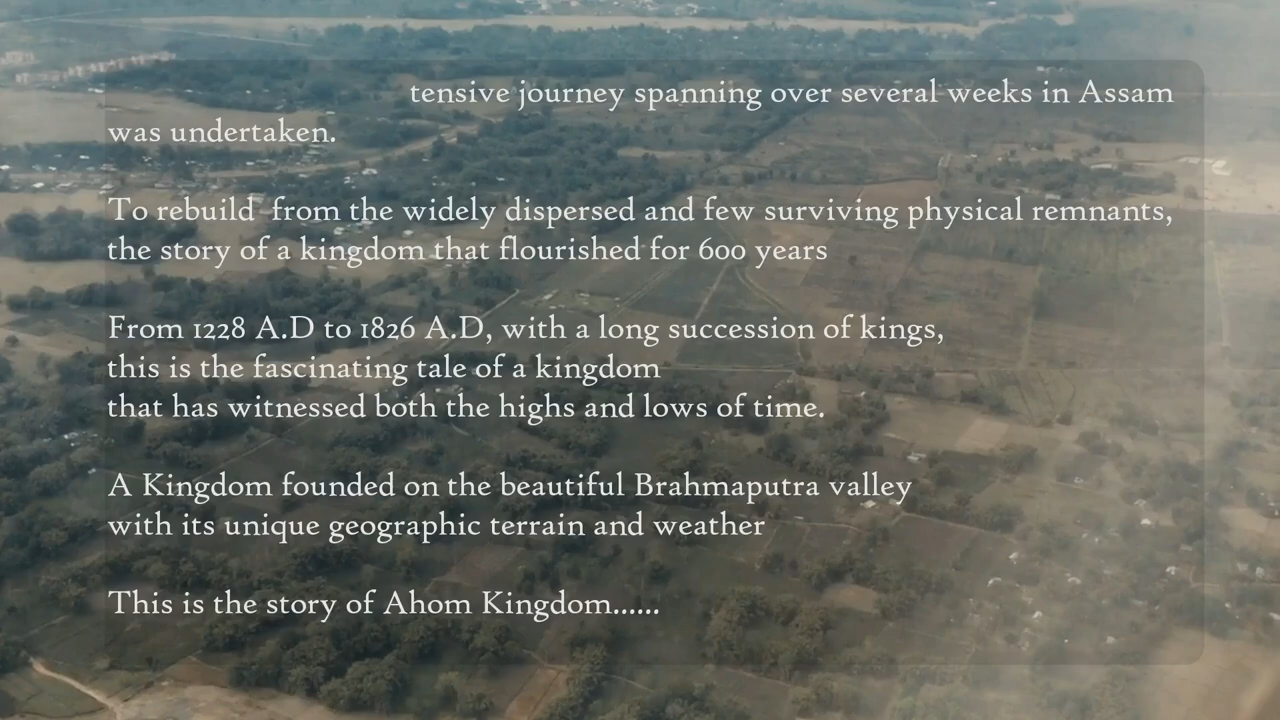 tensive journey spanning over several weeks in Assam
was undertaken.
To rebuild from the widely dispersed and few surviving physical remnants,
the story of a kingdom that flourished for 600 years
From 1228 A.D to 1826 A.D, with a long succession of kings,
this is the fascinating tale of a kingdom
that has witnessed both the highs and lows of time.
A Kingdom founded on the beautiful Brahmaputra valley
with its unique geographic terrain and weather
This is the story of Ahom Kingdom......